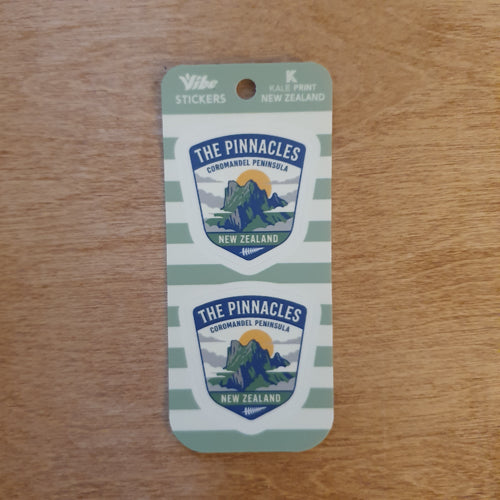 Vibe
STICKERS
K
KALE PRINT
NEW ZEALAND
THE PINNACLES
COROMANDEL PENINSULA
NEW ZEALAND
THE PINNACLES
COROMANDEL PENINSULA
NEW ZEALAND